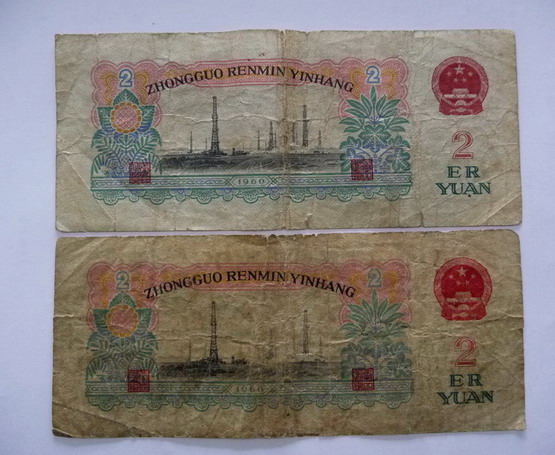 2 2
ZHONGGUO RENMIN YINHANG
2
ER
YUAN
1960
2 2
ZHONGGUO RENMIN YINHANG
2
ER
YUAN
1960